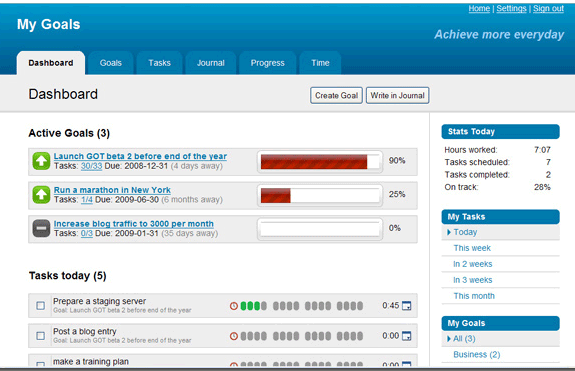 Home | Settings | Sign out
My Goals
Achieve more everyday
Dashboard Goals Tasks Journal Progress Time
Dashboard
Create Goal Write in Journal
Active Goals (3)
Launch GOT beta 2 before end of the year
Tasks: 30/33 Due: 2008-12-31 (4 days away)
90%
Run a marathon in New York
Tasks: 1/4 Due: 2009-06-30 (6 months away)
25%
Increase blog traffic to 3000 per month
Tasks: 0/3 Due: 2009-01-31 (35 days away)
0%
Tasks today (5)
Prepare a staging server
Goal: Launch GOT beta 2 before end of the year
0:45
Post a blog entry
Goal: Launch GOT beta 2 before end of the year
0:00
make a training plan
0:00
Stats Today
Hours worked: 7:07
Tasks scheduled: 7
Tasks completed: 2
On track: 28%
My Tasks
Today
This week
In 2 weeks
In 3 weeks
This month
My Goals
All (3)
Business (2)